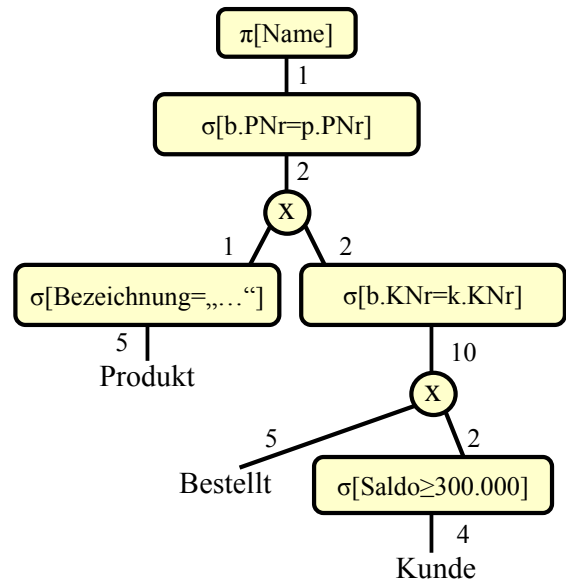 π[Name]
1
σ[b.PNr=p.PNr]
2
x
1 2
σ[Bezeichnung=„…“] σ[b.KNr=k.KNr]
5 10
Produkt
x
5 2
Bestellt σ[Saldo≥300.000]
4
Kunde